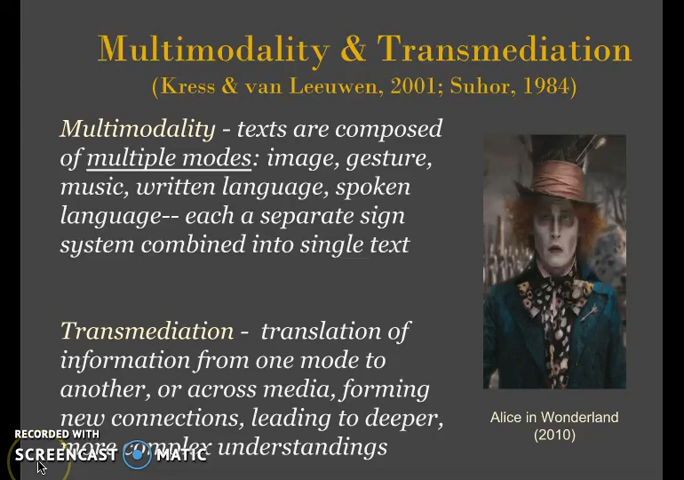 Multimodality & Transmediation
(Kress & van Leeuwen, 2001; Suhor, 1984)
Multimodality - texts are composed
of multiple modes: image, gesture,
music, written language, spoken
language-- each a separate sign
system combined into single text
Transmediation - translation of
information from one mode to
another, or across media, forming
new connections, leading to deeper,
more complex understandings
Alice in Wonderland
(2010)
RECORDED WITH
SCREENCAST MATIC